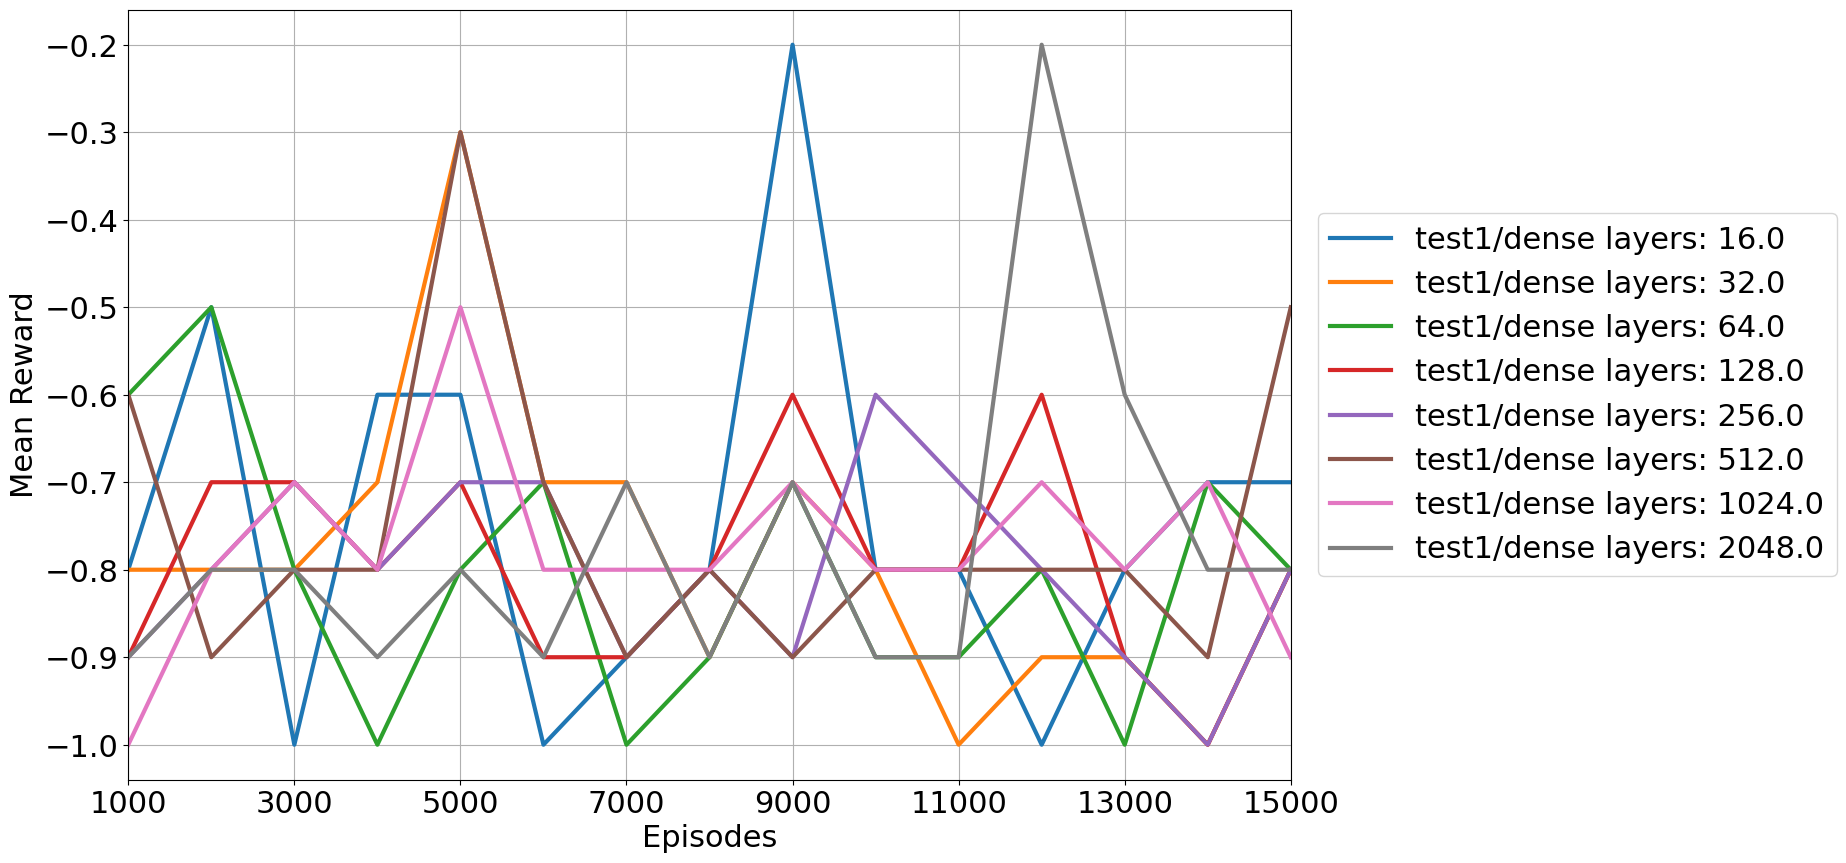 −0.2
−0.3
−0.4
−0.5
−0.6
−0.7
−0.8
−0.9
−1.0
Mean Reward
1000 3000 5000 7000 9000 11000 13000 15000
Episodes
test1/dense layers: 16.0
test1/dense layers: 32.0
test1/dense layers: 64.0
test1/dense layers: 128.0
test1/dense layers: 256.0
test1/dense layers: 512.0
test1/dense layers: 1024.0
test1/dense layers: 2048.0